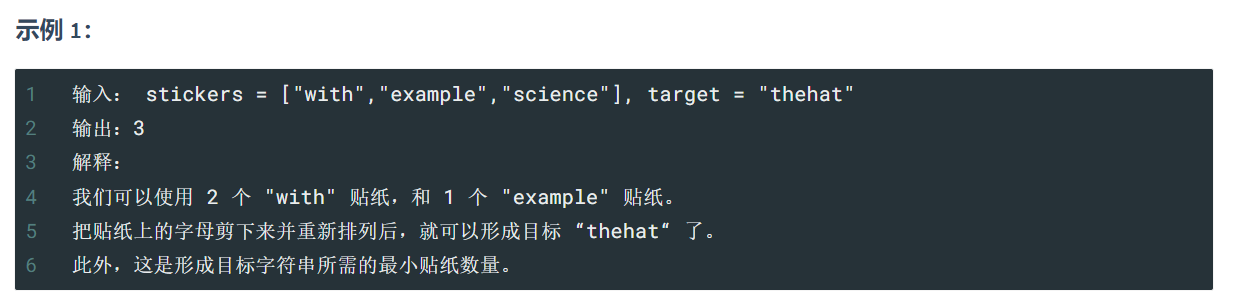 示例 1：
1 输入： stickers = ["with","example","science"], target = "thehat"
2 输出：3
3 解释：
4 我们可以使用 2 个 "with" 贴纸，和 1 个 "example" 贴纸。
5 把贴纸上的字母剪下来并重新排列后，就可以形成目标 “thehat“ 了。
6 此外，这是形成目标字符串所需的最小贴纸数量。